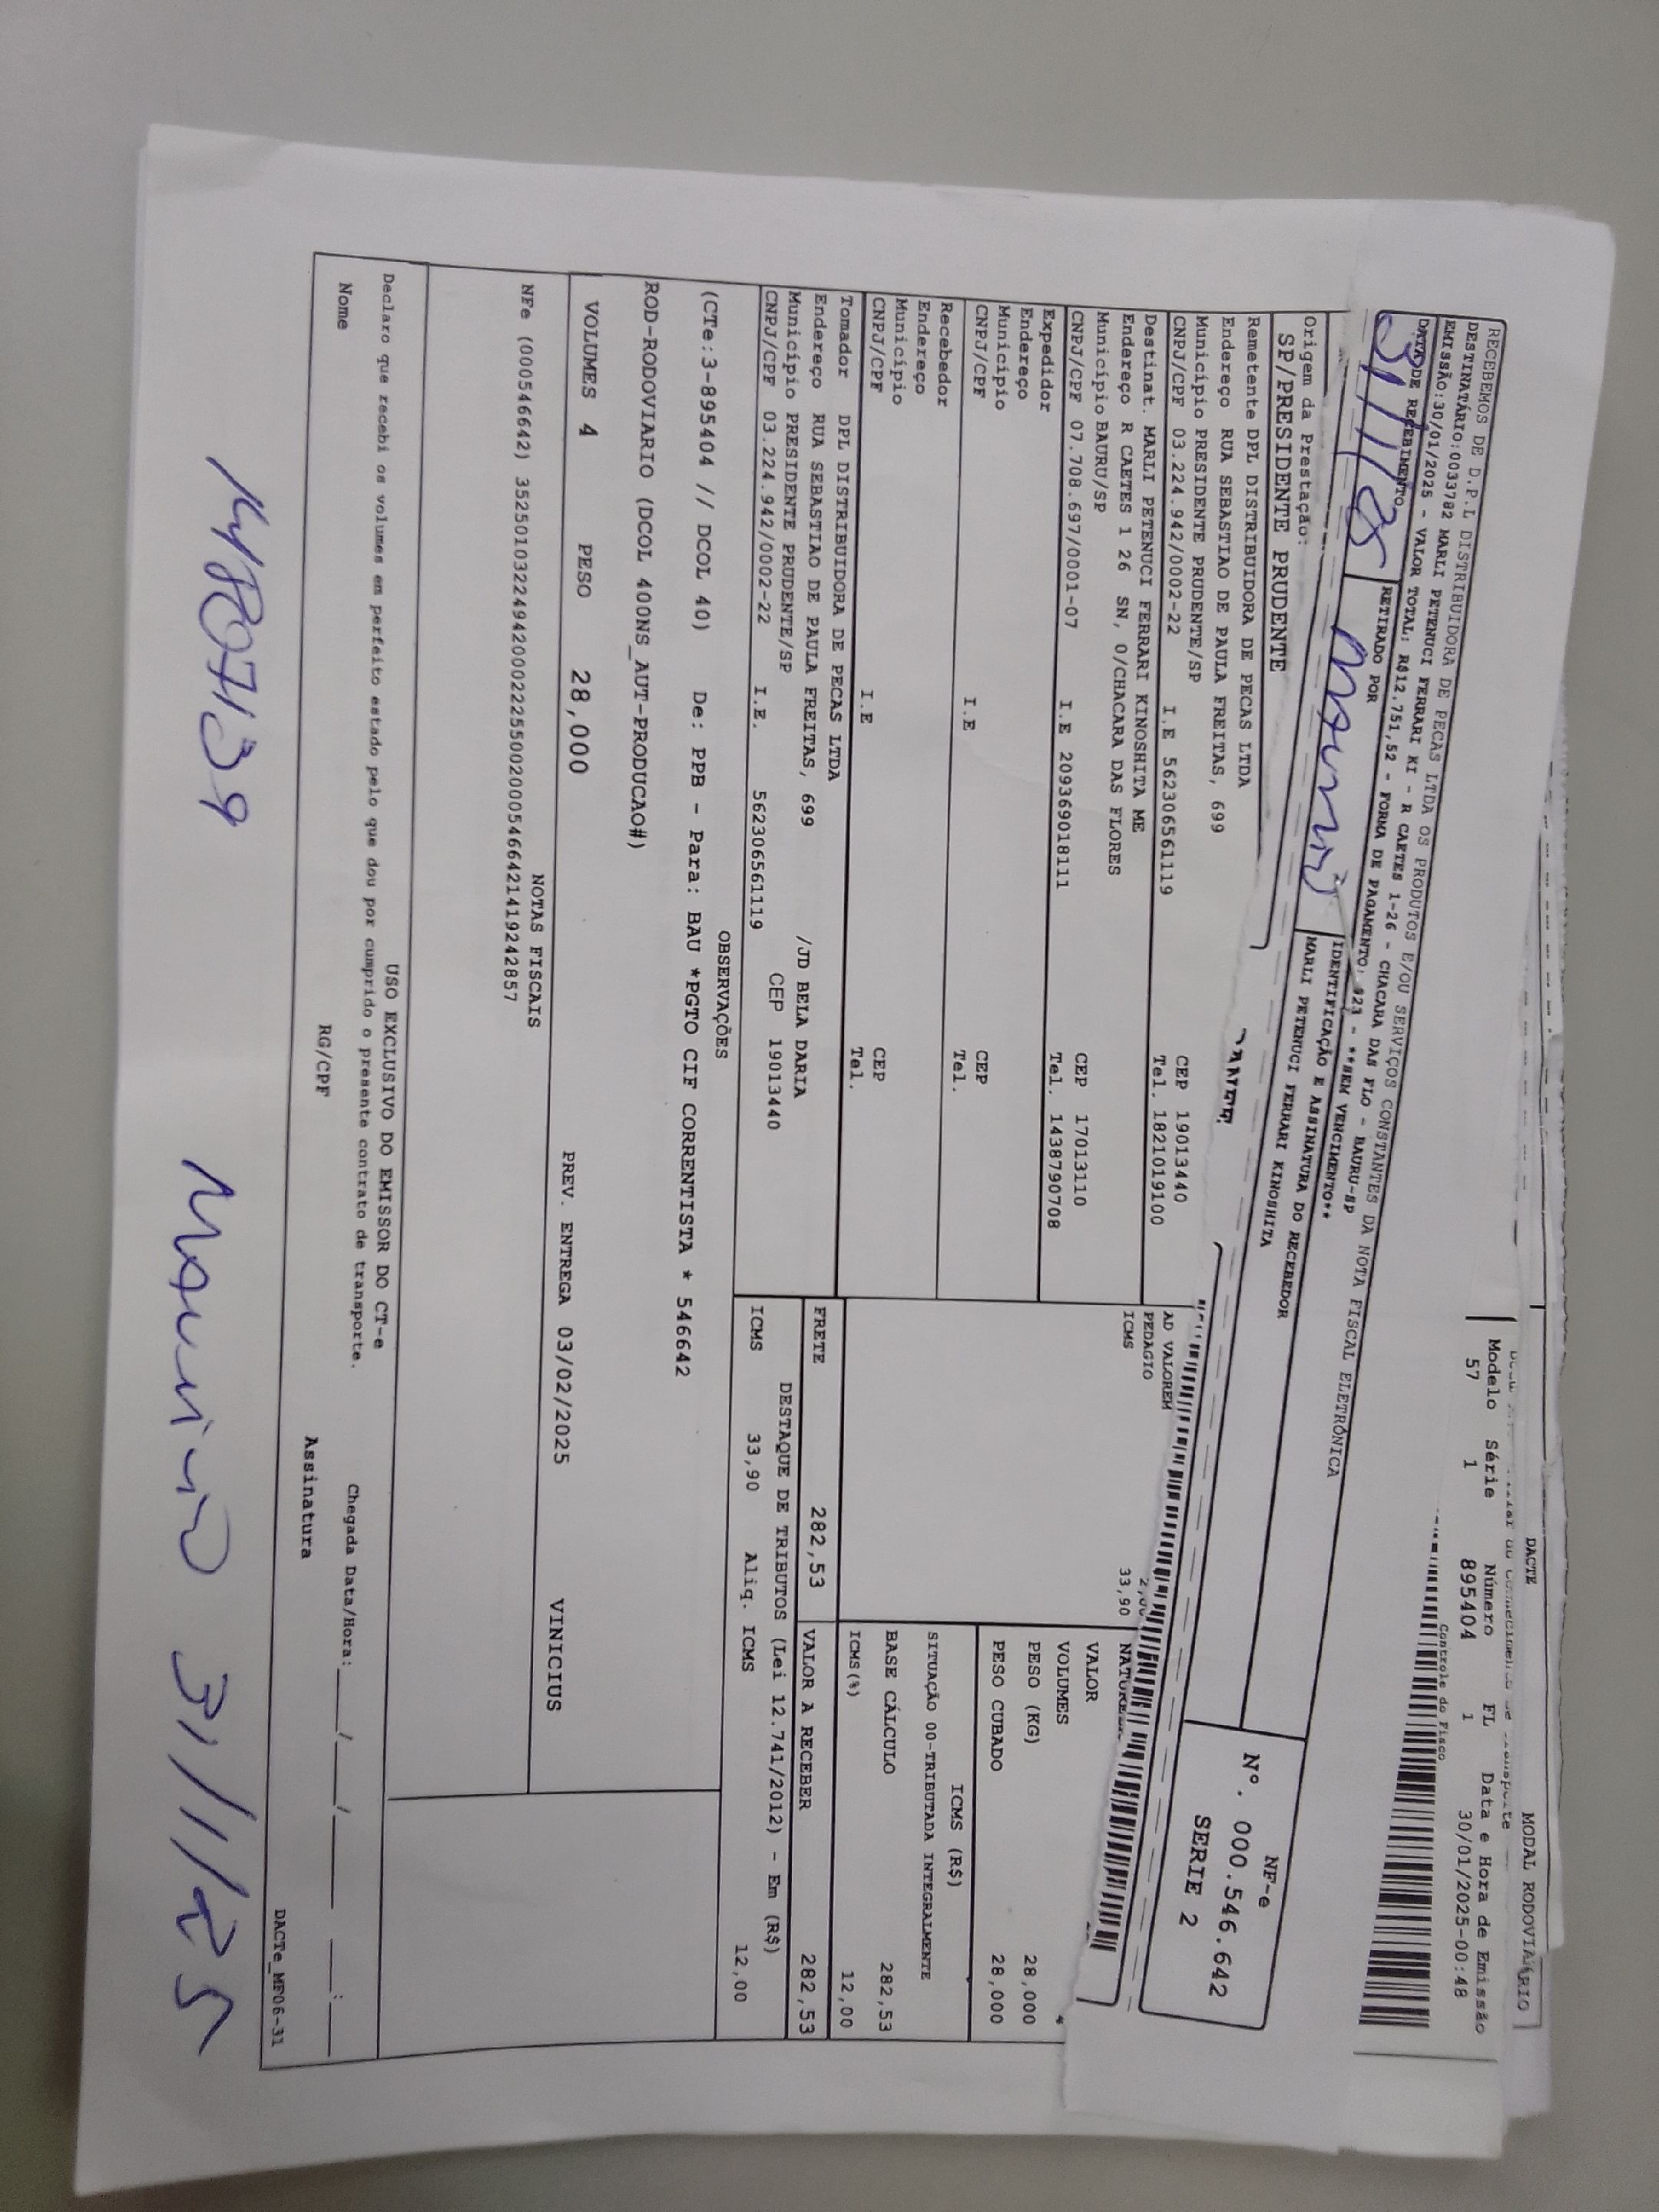 DACTE
MODAL RODOVIÁRIO
Modelo Série Número FL Data e Hora de Emissão
57 1 895404 1 30/01/2025-00:48
Controle do Fisco
RECEBEMOS DE D.P.L DISTRIBUIDORA DE PEÇAS LTDA OS PRODUTOS E/OU SERVIÇOS CONSTANTES DA NOTA FISCAL ELETRÔNICA
DESTINATÁRIO:0033782 MARLI PETENUCI FERRARI KI - R CAETES 1-26 - CHACARA DAS FLO - BAURU-SP
EMISSÃO:30/01/2025 - VALOR TOTAL: R$12.751,52 - FORMA DE PAGAMENTO: 923 - **SEM VENCIMENTO**
DATA DE RECEBIMENTO
RETIRADO POR
IDENTIFICAÇÃO E ASSINATURA DO RECEBEDOR
MARLI PETENUCI FERRARI KINOSHITA
31/1/25
NF-e
Nº. 000.546.642
SERIE 2
Origem da Prestação:
SP/PRESIDENTE PRUDENTE
Remetente DPL DISTRIBUIDORA DE PECAS LTDA
Endereço RUA SEBASTIAO DE PAULA FREITAS, 699
Município PRESIDENTE PRUDENTE/SP CEP 19013440
CNPJ/CPF 03.224.942/0002-22 I.E 562306561119 Tel. 1821019100
Destinat. MARLI PETENUCI FERRARI KINOSHITA ME
Endereço R CAETES 1 26 SN, 0/CHACARA DAS FLORES
Município BAURU/SP CEP 17013110
CNPJ/CPF 07.708.697/0001-07 I.E 209369018111 Tel. 1438790708
Expedidor
Endereço
Município CEP
CNPJ/CPF I.E Tel.
Recebedor
Endereço
Município CEP
CNPJ/CPF I.E Tel.
Tomador DPL DISTRIBUIDORA DE PECAS LTDA
Endereço RUA SEBASTIAO DE PAULA FREITAS, 699 /JD BELA DARIA
Município PRESIDENTE PRUDENTE/SP CEP 19013440
CNPJ/CPF 03.224.942/0002-22 I.E. 562306561119
AD VALOREM
PEDAGIO
ICMS 33,90
VALOR
VOLUMES
PESO (KG) 28,000
PESO CUBADO 28,000
ICMS (R$)
SITUAÇÃO 00-TRIBUTADA INTEGRALMENTE
BASE CÁLCULO 282,53
ICMS(%) 12,00
FRETE 282,53
VALOR A RECEBER 282,53
DESTAQUE DE TRIBUTOS (Lei 12.741/2012) - Em (R$)
ICMS 33,90 Aliq. ICMS 12,00
OBSERVAÇÕES
(CTe:3-895404 // DCOL 40) De: PPB - Para: BAU *PGTO CIF CORRENTISTA * 546642
ROD-RODOVIARIO (DCOL 400NS_AUT-PRODUCAO#)
VOLUMES 4 PESO 28,000 PREV. ENTREGA 03/02/2025 VINICIUS
NOTAS FISCAIS
NFe (000546642) 35250103224942000222550020005466421419242857
USO EXCLUSIVO DO EMISSOR DO CT-e
Declaro que recebi os volumes em perfeito estado pelo que dou por cumprido o presente contrato de transporte. Chegada Data/Hora:____/____/______ ____:____
Nome RG/CPF Assinatura
DACTe_MF06-31
31/1/25